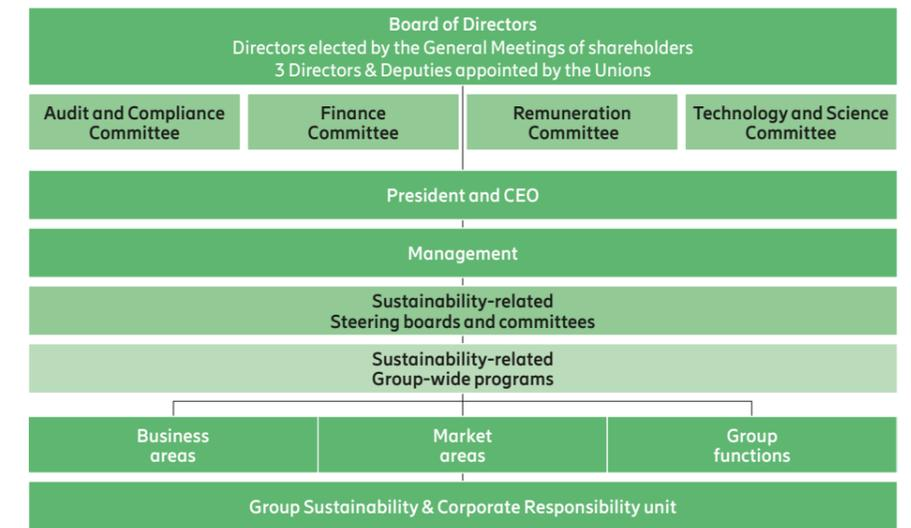 Board of Directors
Directors elected by the General Meetings of shareholders
3 Directors & Deputies appointed by the Unions
Audit and Compliance
Committee
Finance
Committee
Remuneration
Committee
Technology and Science
Committee
President and CEO
Management
Sustainability-related
Steering boards and committees
Sustainability-related
Group-wide programs
Business
areas
Market
areas
Group
functions
Group Sustainability & Corporate Responsibility unit